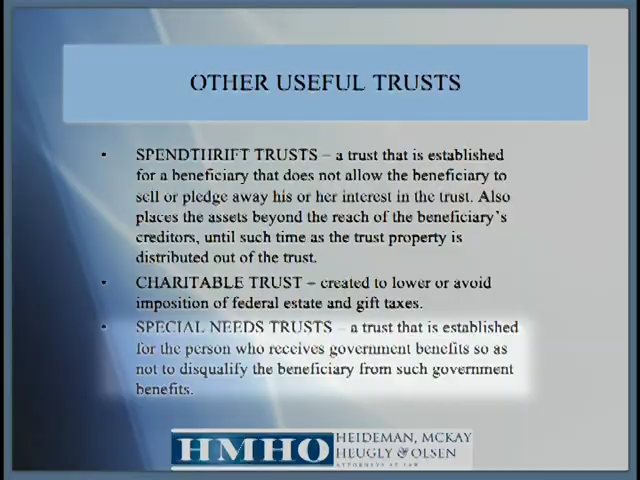 OTHER USEFUL TRUSTS
• SPENDTHRIFT TRUSTS – a trust that is established
for a beneficiary that does not allow the beneficiary to
sell or pledge away his or her interest in the trust. Also
places the assets beyond the reach of the beneficiary's
creditors, until such time as the trust property is
distributed out of the trust.
• CHARITABLE TRUST – created to lower or avoid
imposition of federal estate and gift taxes.
• SPECIAL NEEDS TRUSTS – a trust that is established
for the person who receives government benefits so as
not to disqualify the beneficiary from such government
benefits.
HMHO HEIDEMAN, MCKAY
HEUGLY & OLSEN
ATTORNEYS AT LAW